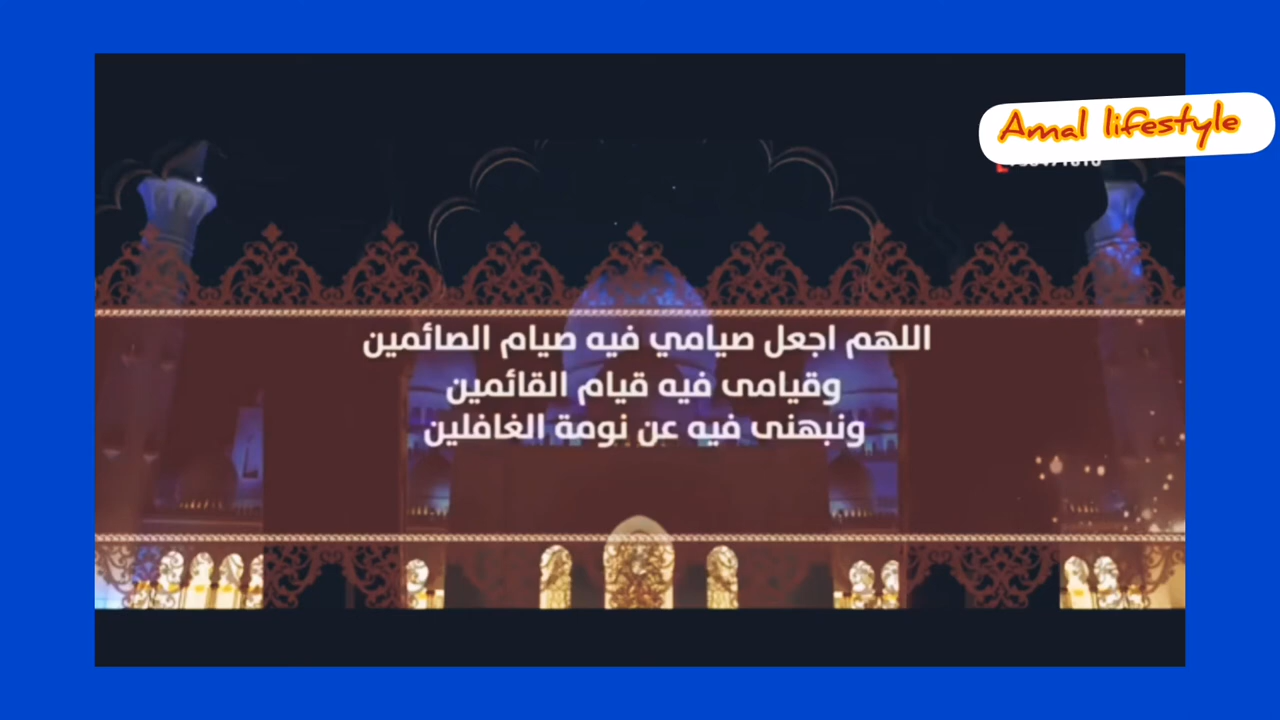 Amal lifestyle
اللهم اجعل صيامي فيه صيام الصائمين
وقيامى فيه قيام القائمين
ونبهنى فيه عن نومة الغافلين